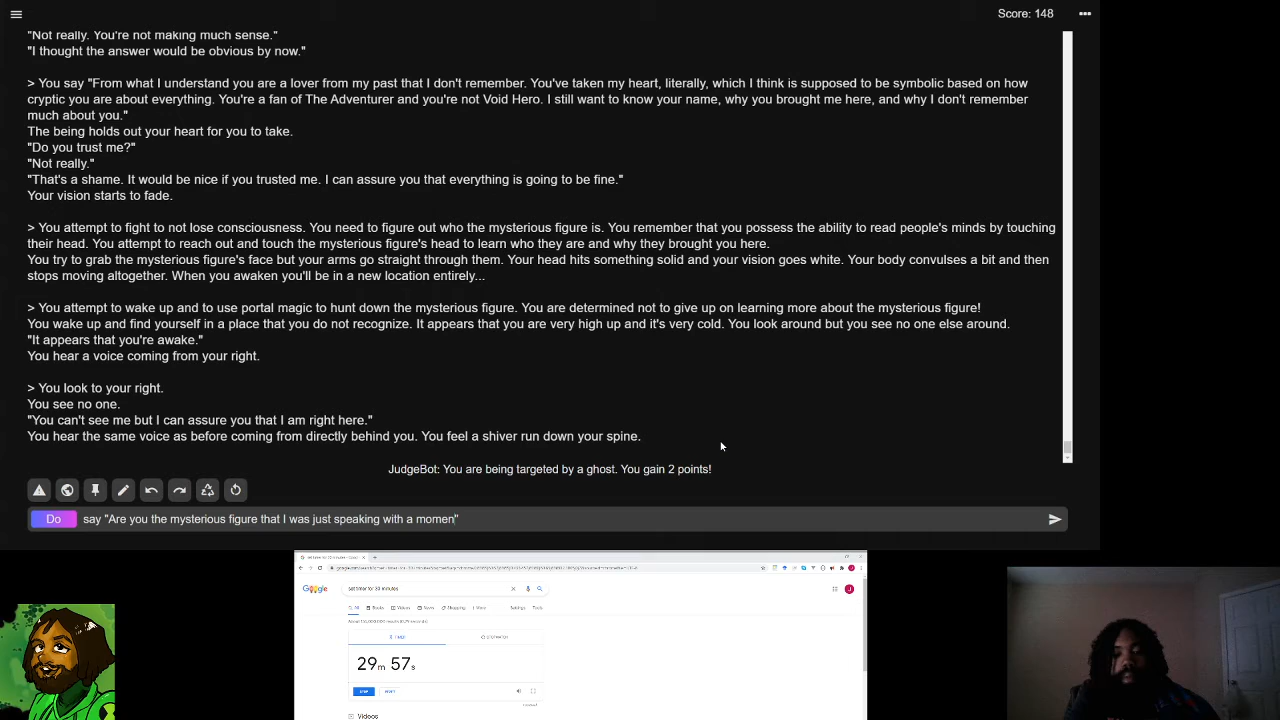 Score: 148
"Not really. You're not making much sense."
"I thought the answer would be obvious by now."
> You say "From what I understand you are a lover from my past that I don't remember. You've taken my heart, literally, which I think is supposed to be symbolic based on how
cryptic you are about everything. You're a fan of The Adventurer and you're not Void Hero. I still want to know your name, why you brought me here, and why I don't remember
much about you."
The being holds out your heart for you to take.
"Do you trust me?"
"Not really."
"That's a shame. It would be nice if you trusted me. I can assure you that everything is going to be fine."
Your vision starts to fade.
> You attempt to fight to not lose consciousness. You need to figure out who the mysterious figure is. You remember that you possess the ability to read people's minds by touching
their head. You attempt to reach out and touch the mysterious figure's head to learn who they are and why they brought you here.
You try to grab the mysterious figure's face but your arms go straight through them. Your head hits something solid and your vision goes white. Your body convulses a bit and then
stops moving altogether. When you awaken you'll be in a new location entirely...
> You attempt to wake up and to use portal magic to hunt down the mysterious figure. You are determined not to give up on learning more about the mysterious figure!
You wake up and find yourself in a place that you do not recognize. It appears that you are very high up and it's very cold. You look around but you see no one else around.
"It appears that you're awake."
You hear a voice coming from your right.
> You look to your right.
You see no one.
"You can't see me but I can assure you that I am right here."
You hear the same voice as before coming from directly behind you. You feel a shiver run down your spine.
JudgeBot: You are being targeted by a ghost. You gain 2 points!
Do say "Are you the mysterious figure that I was just speaking with a momen"
Google set timer for 30 minutes
All Books Videos News Shopping More Settings Tools
TIMER STOPWATCH
29m 57s
STOP RESET
Videos